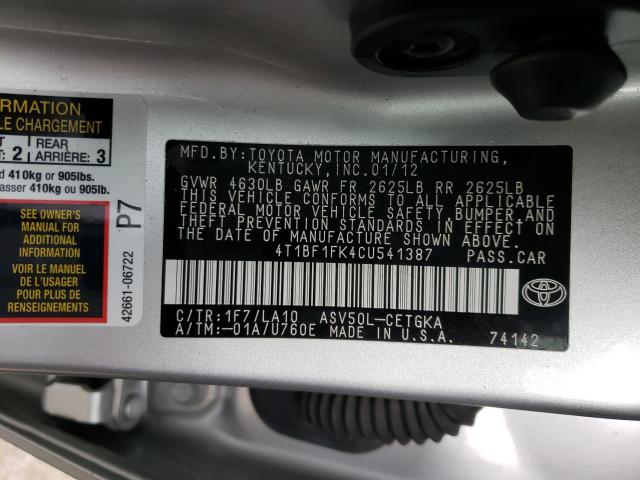 ORMATION
LE CHARGEMENT
2
REAR
ARRIÈRE: 3
d 410 kg or 905lbs.
asser 410kg ou 905lb.
SEE OWNER'S
MANUAL FOR
ADDITIONAL
INFORMATION
VOIR LE MANUEL
DE L'USAGER
POUR PLUS DE
RENSEIGNEMENTS
P7
42661-06722
MFD.BY:TOYOTA MOTOR MANUFACTURING,
KENTUCKY,INC.01/12
GVWR 4630LB GAWR FR 2625LB RR 2625LB
THIS VEHICLE CONFORMS TO ALL APPLICABLE
FEDERAL MOTOR VEHICLE SAFETY,BUMPER,AND
THEFT PREVENTION STANDARDS IN EFFECT ON
THE DATE OF MANUFACTURE SHOWN ABOVE.
4T1BF1FK4CU541387 PASS.CAR
C/TR:1F7/LA10 ASV50L-CETGKA
A/TM:-01A/U760E MADE IN U.S.A. 74142
TOYOTA